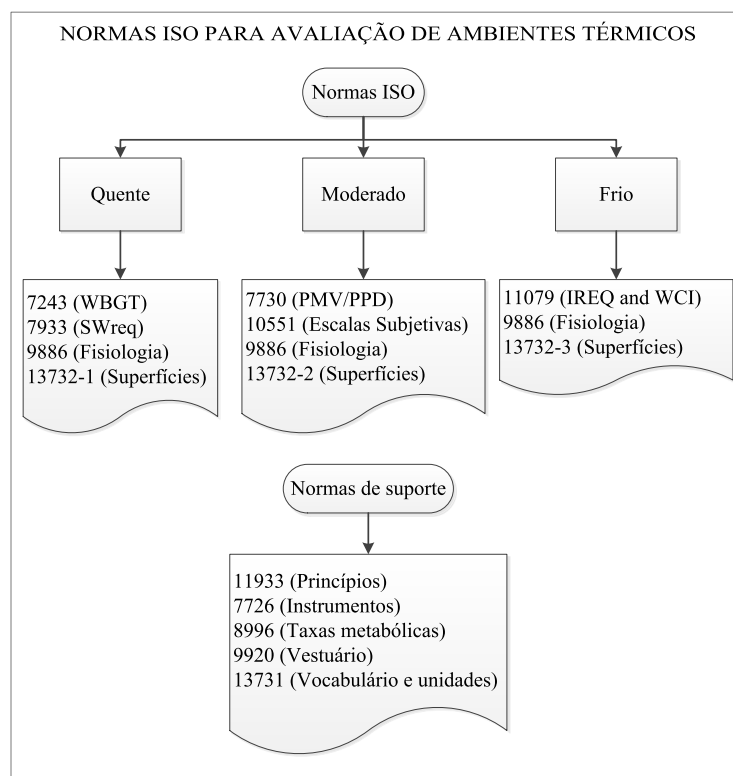 NORMAS ISO PARA AVALIAÇÃO DE AMBIENTES TÉRMICOS
Normas ISO
Quente
Moderado
Frio
7243 (WBGT)
7933 (SWreq)
9886 (Fisiologia)
13732-1 (Superfícies)
7730 (PMV/PPD)
10551 (Escalas Subjetivas)
9886 (Fisiologia)
13732-2 (Superfícies)
11079 (IREQ and WCI)
9886 (Fisiologia)
13732-3 (Superfícies)
Normas de suporte
11933 (Princípios)
7726 (Instrumentos)
8996 (Taxas metabólicas)
9920 (Vestuário)
13731 (Vocabulário e unidades)